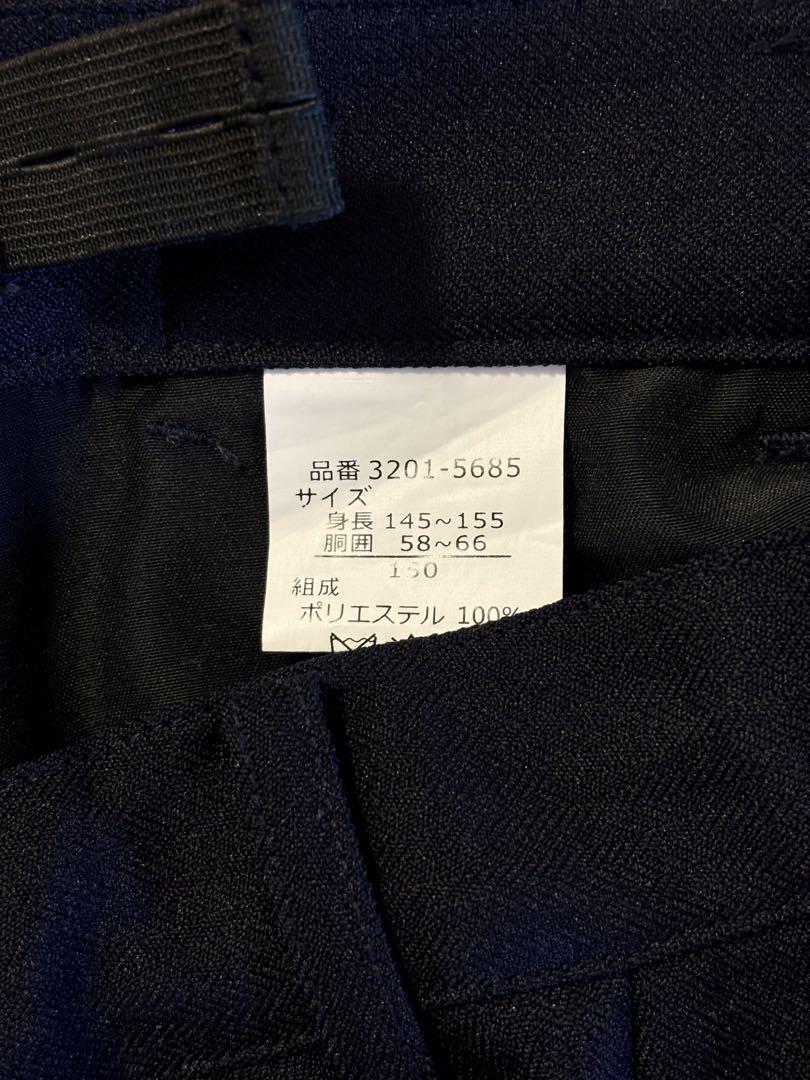 品番 3201-5685
サイズ
身長 145~155
胴囲 58~66
150
組成
ポリエステル 100%